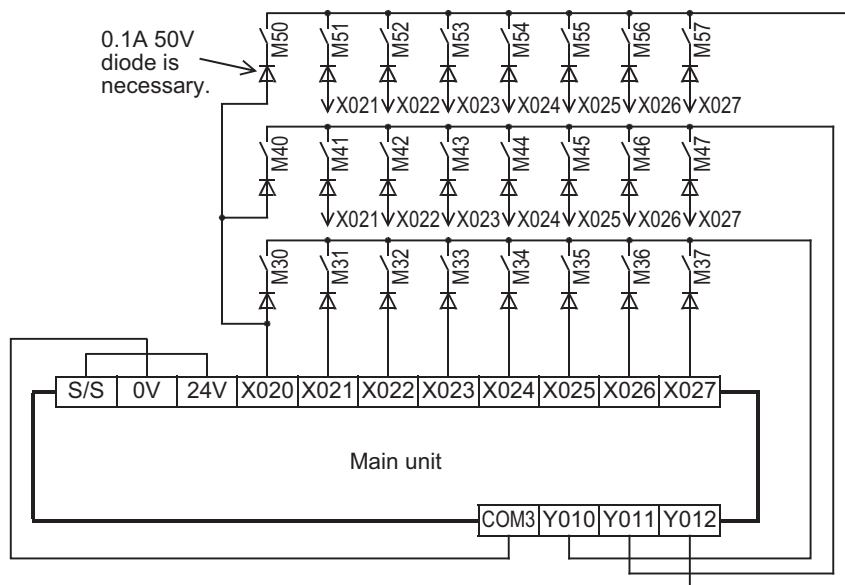 0.1A 50V
diode is
necessary.
M50 M51 M52 M53 M54 M55 M56 M57
X021 X022 X023 X024 X025 X026 X027
M40 M41 M42 M43 M44 M45 M46 M47
X021 X022 X023 X024 X025 X026 X027
M30 M31 M32 M33 M34 M35 M36 M37
S/S 0V 24V X020 X021 X022 X023 X024 X025 X026 X027
Main unit
COM3 Y010 Y011 Y012